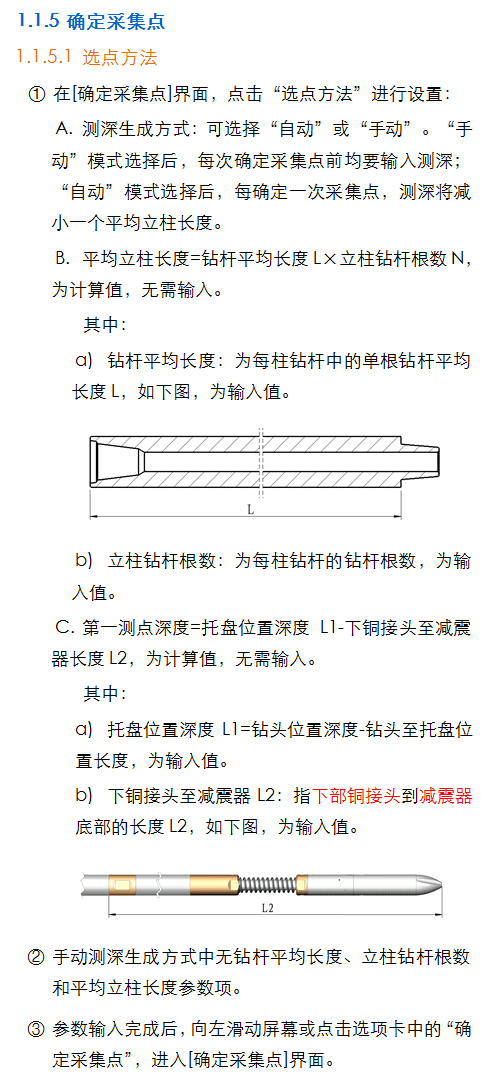 1.1.5 确定采集点
1.1.5.1 选点方法
① 在[确定采集点]界面，点击“选点方法”进行设置：
A. 测深生成方式：可选择“自动”或“手动”。“手
动”模式选择后，每次确定采集点前均要输入测深；
“自动”模式选择后，每确定一次采集点，测深将减
小一个平均立柱长度。
B. 平均立柱长度=钻杆平均长度 L×立柱钻杆根数 N，
为计算值，无需输入。
其中：
a) 钻杆平均长度：为每柱钻杆中的单根钻杆平均
长度 L，如下图，为输入值。
L
b) 立柱钻杆根数：为每柱钻杆的钻杆根数，为输
入值。
C. 第一测点深度=托盘位置深度 L1-下铜接头至减震
器长度 L2，为计算值，无需输入。
其中：
a) 托盘位置深度 L1=钻头位置深度-钻头至托盘位
置长度，为输入值。
b) 下铜接头至减震器 L2：指下部铜接头到减震器
底部的长度 L2，如下图，为输入值。
L2
② 手动测深生成方式中无钻杆平均长度、立柱钻杆根数
和平均立柱长度参数项。
③ 参数输入完成后，向左滑动屏幕或点击选项卡中的“确
定采集点”，进入[确定采集点]界面。